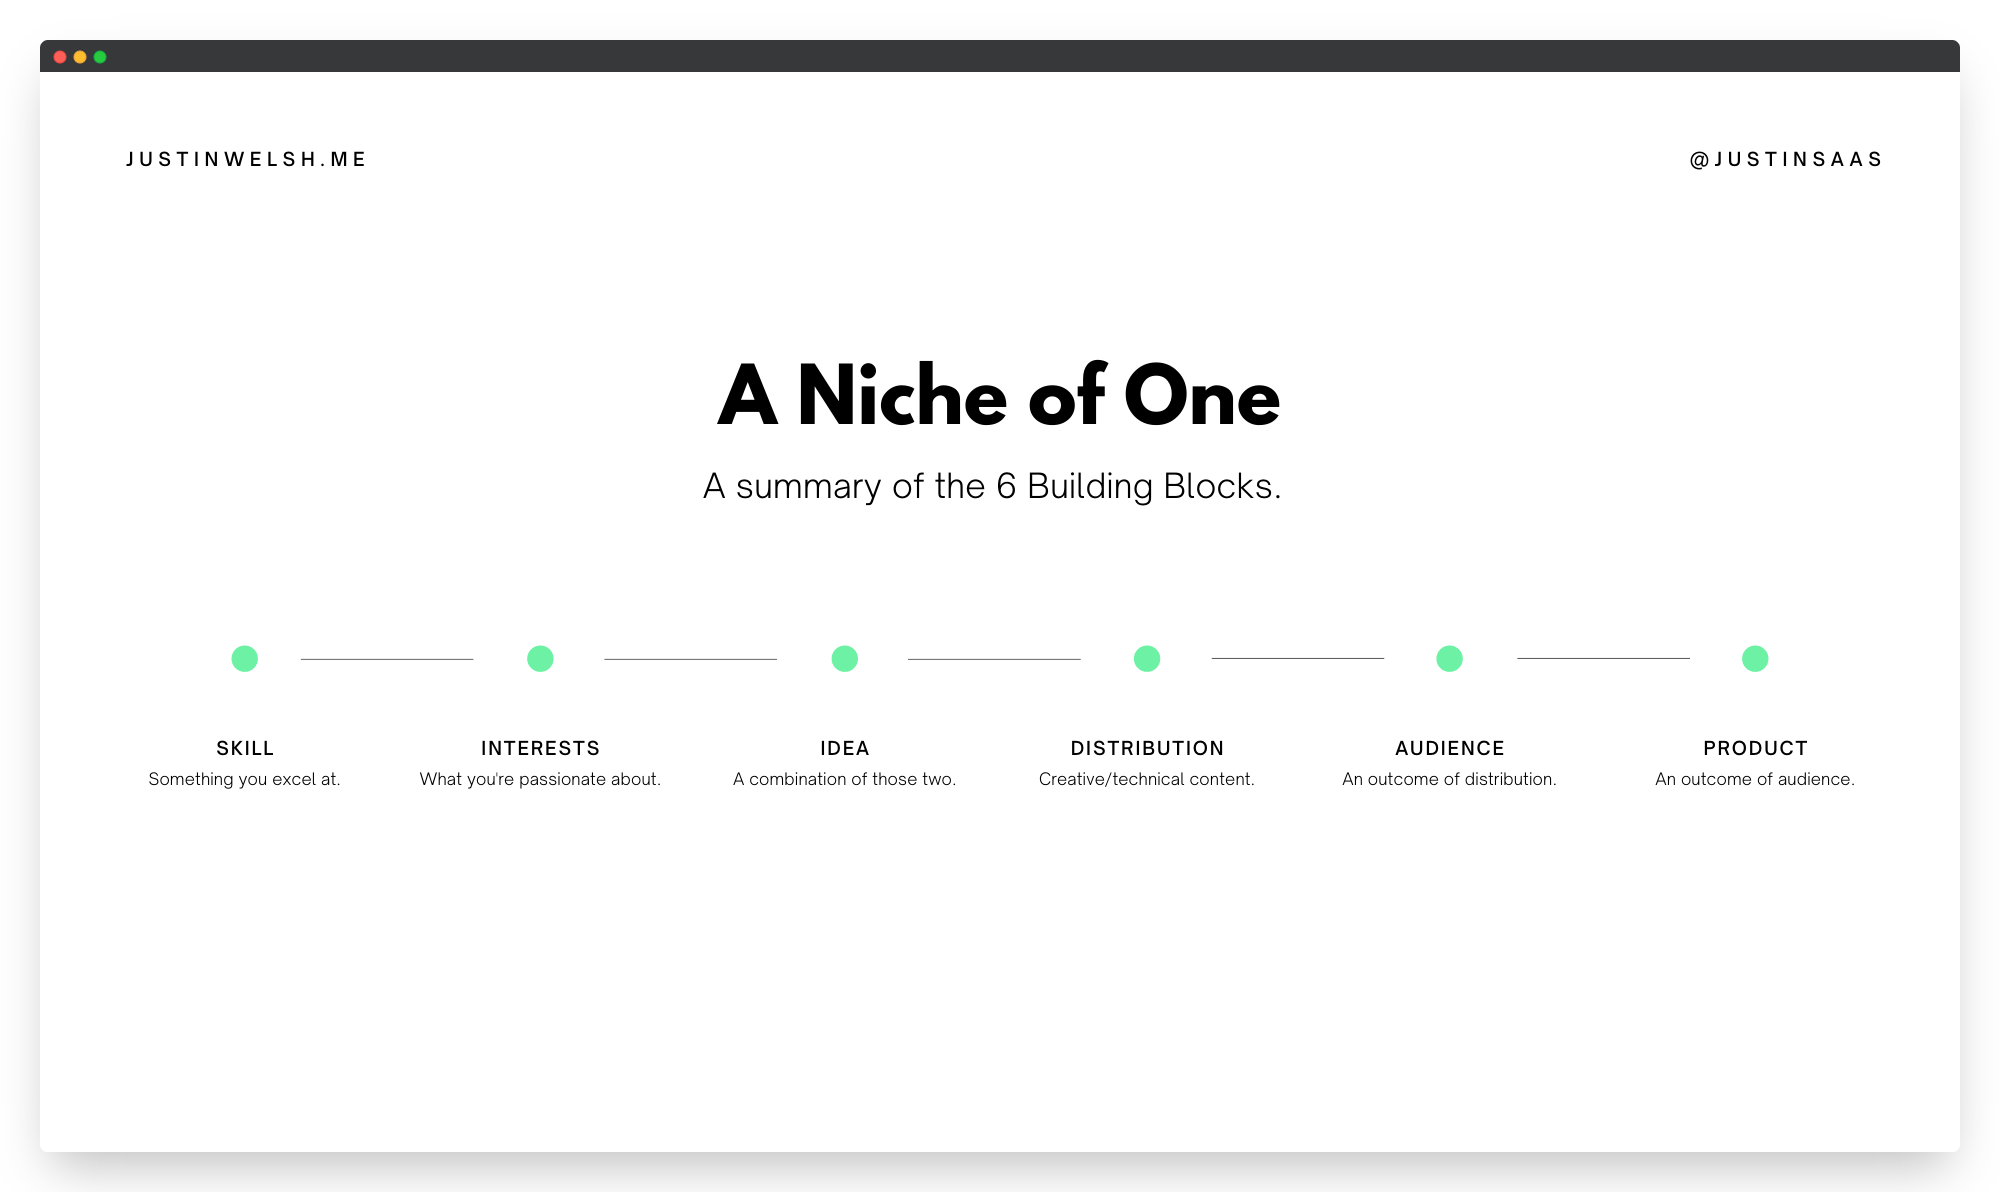 JUSTINWELSH.ME
@JUSTINSAAS
A Niche of One
A summary of the 6 Building Blocks.
SKILL
Something you excel at.
INTERESTS
What you're passionate about.
IDEA
A combination of those two.
DISTRIBUTION
Creative/technical content.
AUDIENCE
An outcome of distribution.
PRODUCT
An outcome of audience.